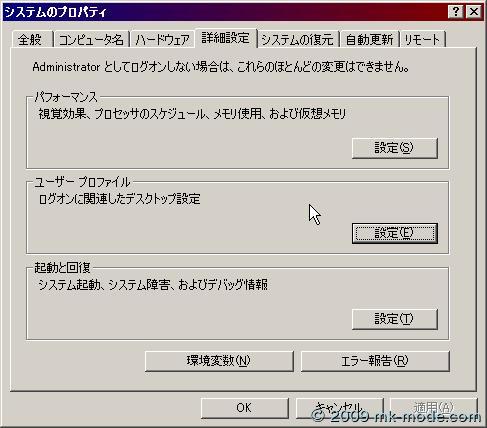 システムのプロパティ
全般 コンピュータ名 ハードウェア 詳細設定 システムの復元 自動更新 リモート
Administrator としてログオンしない場合は、これらのほとんどの変更はできません。
パフォーマンス
視覚効果、プロセッサのスケジュール、メモリ使用、および仮想メモリ
設定(S)
ユーザー プロファイル
ログオンに関連したデスクトップ設定
設定(E)
起動と回復
システム起動、システム障害、およびデバッグ情報
設定(T)
環境変数(N) エラー報告(R)
OK キャンセル 適用(A)
© 2009 mk-mode.com